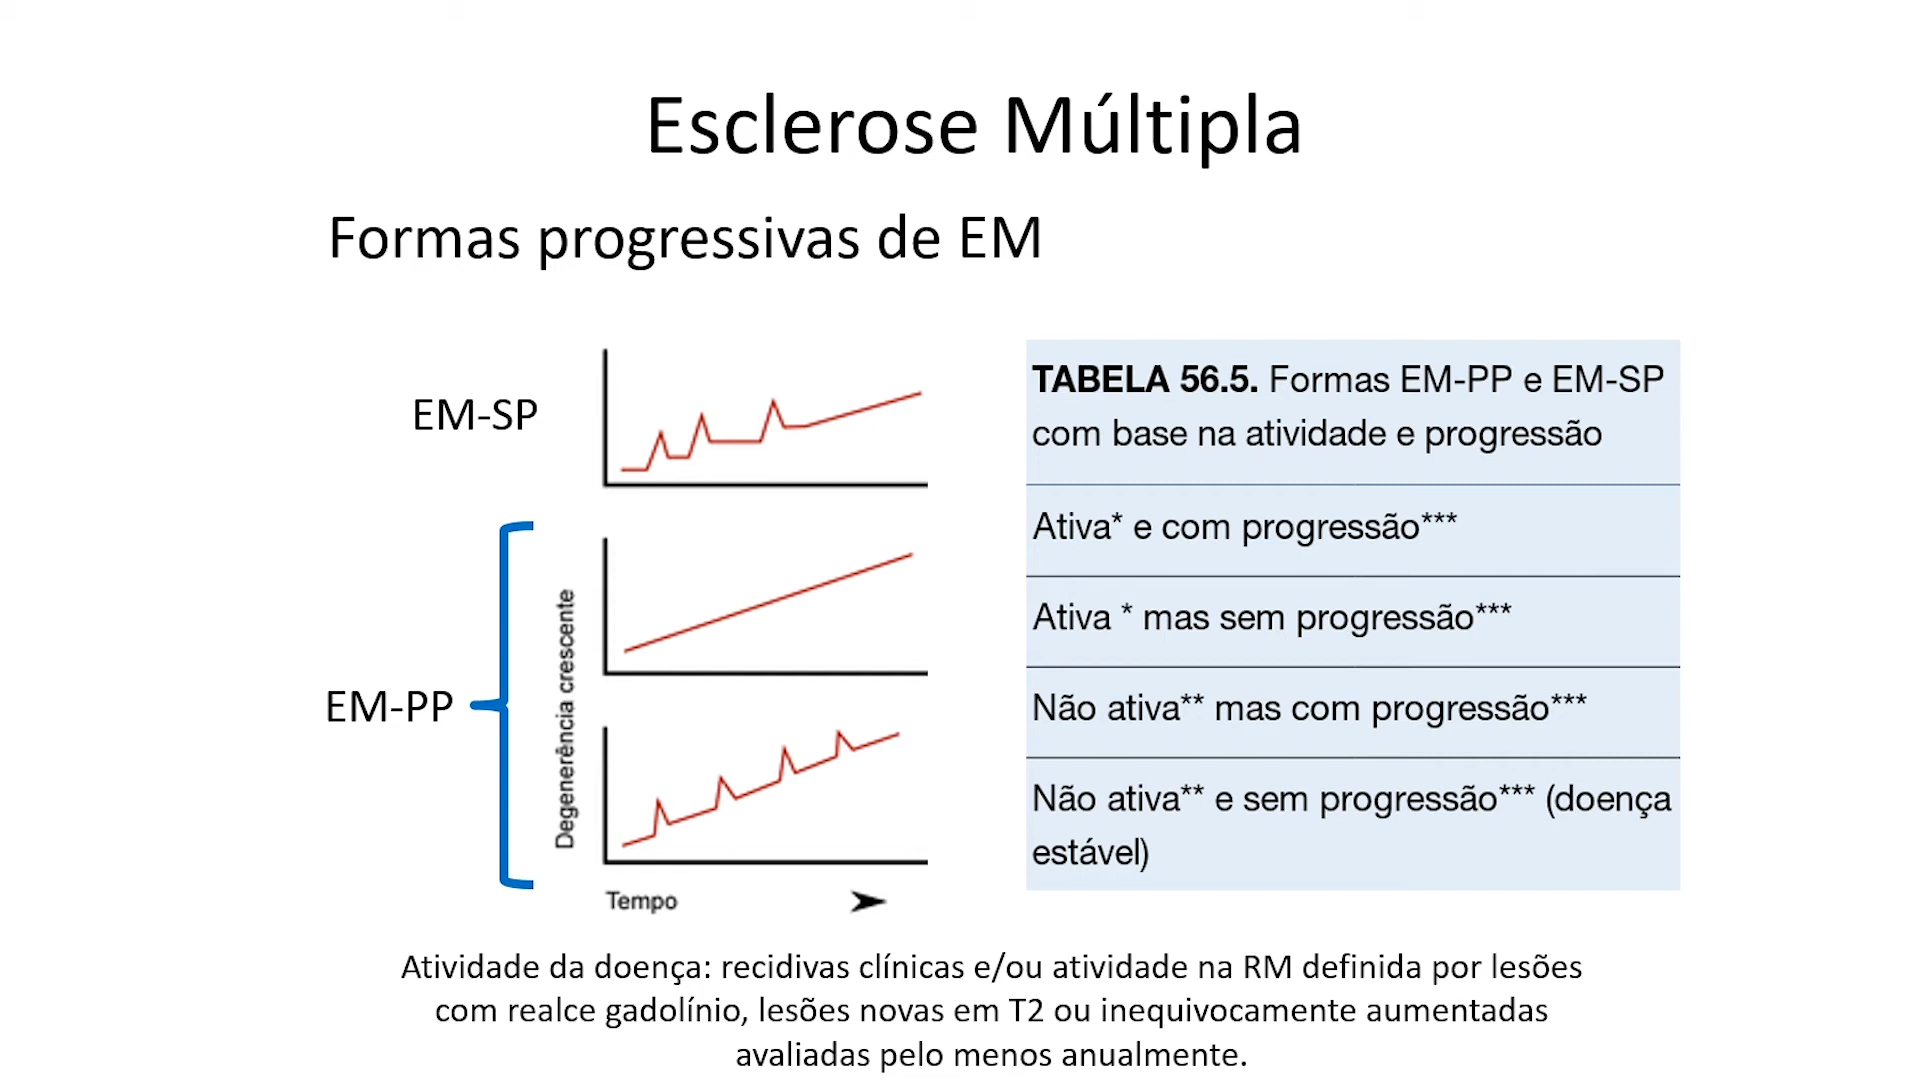 Esclerose Múltipla
Formas progressivas de EM
EM-SP
EM-PP
Degenerência crescente
Tempo
TABELA 56.5. Formas EM-PP e EM-SP
com base na atividade e progressão
Ativa* e com progressão***
Ativa * mas sem progressão***
Não ativa** mas com progressão***
Não ativa** e sem progressão*** (doença
estável)
Atividade da doença: recidivas clínicas e/ou atividade na RM definida por lesões
com realce gadolínio, lesões novas em T2 ou inequivocamente aumentadas
avaliadas pelo menos anualmente.